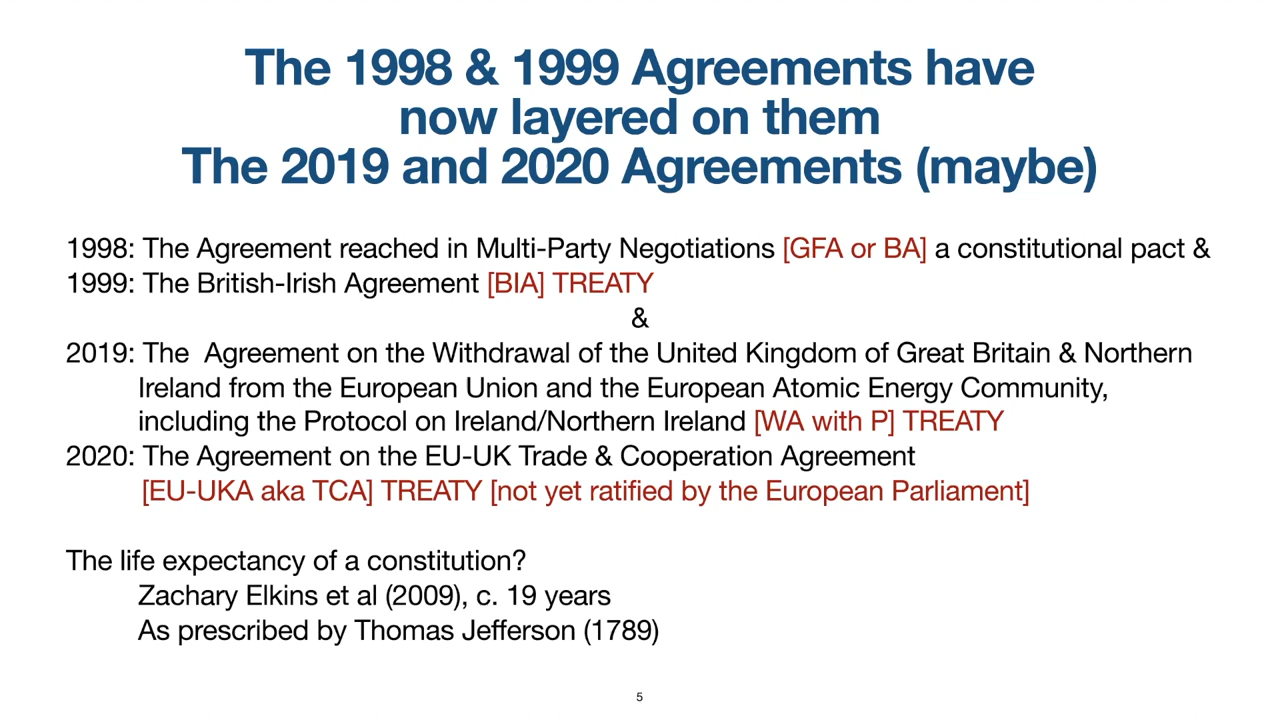 The 1998 & 1999 Agreements have
now layered on them
The 2019 and 2020 Agreements (maybe)
1998: The Agreement reached in Multi-Party Negotiations [GFA or BA] a constitutional pact &
1999: The British-Irish Agreement [BIA] TREATY
&
2019: The  Agreement on the Withdrawal of the United Kingdom of Great Britain & Northern
Ireland from the European Union and the European Atomic Energy Community,
including the Protocol on Ireland/Northern Ireland [WA with P] TREATY
2020: The Agreement on the EU-UK Trade & Cooperation Agreement
[EU-UKA aka TCA] TREATY [not yet ratified by the European Parliament]
The life expectancy of a constitution?
Zachary Elkins et al (2009), c. 19 years
As prescribed by Thomas Jefferson (1789)
5